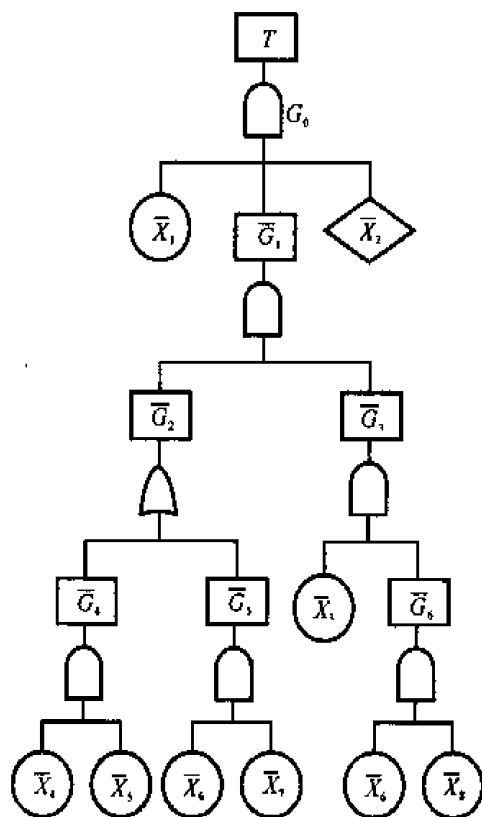 T
G₀
X̄₁ Ḡ₁ X̄₂
Ḡ₂ Ḡ₃
Ḡ₄ Ḡ₅ X̄₃ Ḡ₆
X̄₄ X̄₅ X̄₆ X̄₇ X̄₆ X̄₈